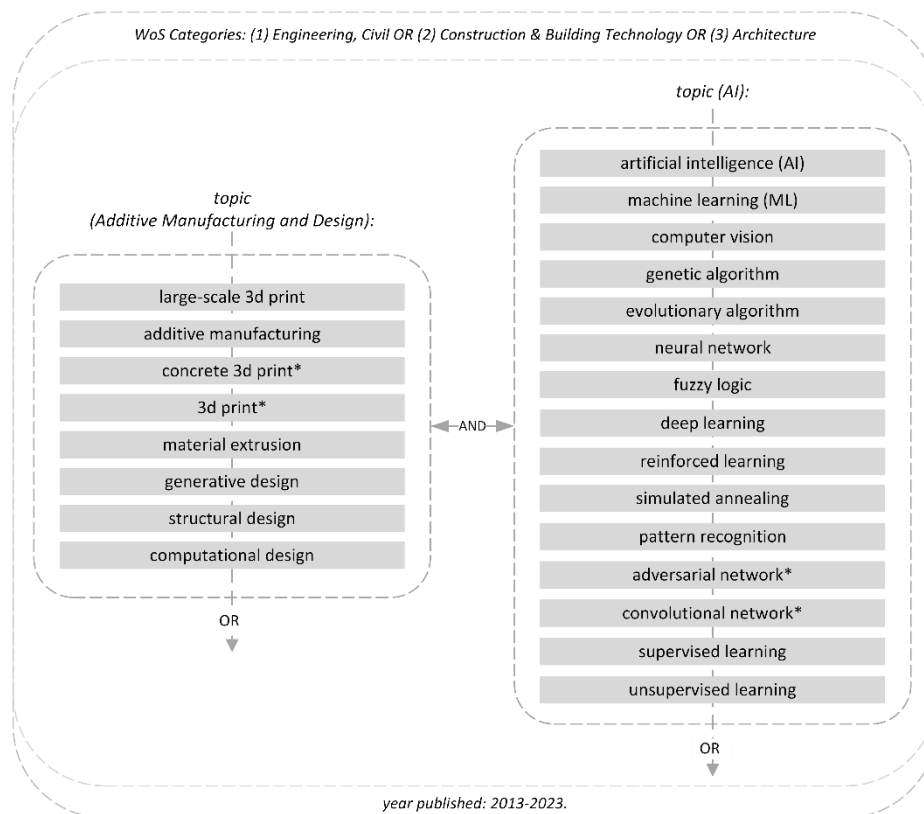 WoS Categories: (1) Engineering, Civil OR (2) Construction & Building Technology OR (3) Architecture
topic
(Additive Manufacturing and Design):
large-scale 3d print
additive manufacturing
concrete 3d print*
3d print*
material extrusion
generative design
structural design
computational design
OR
AND
topic (AI):
artificial intelligence (AI)
machine learning (ML)
computer vision
genetic algorithm
evolutionary algorithm
neural network
fuzzy logic
deep learning
reinforced learning
simulated annealing
pattern recognition
adversarial network*
convolutional network*
supervised learning
unsupervised learning
OR
year published: 2013-2023.